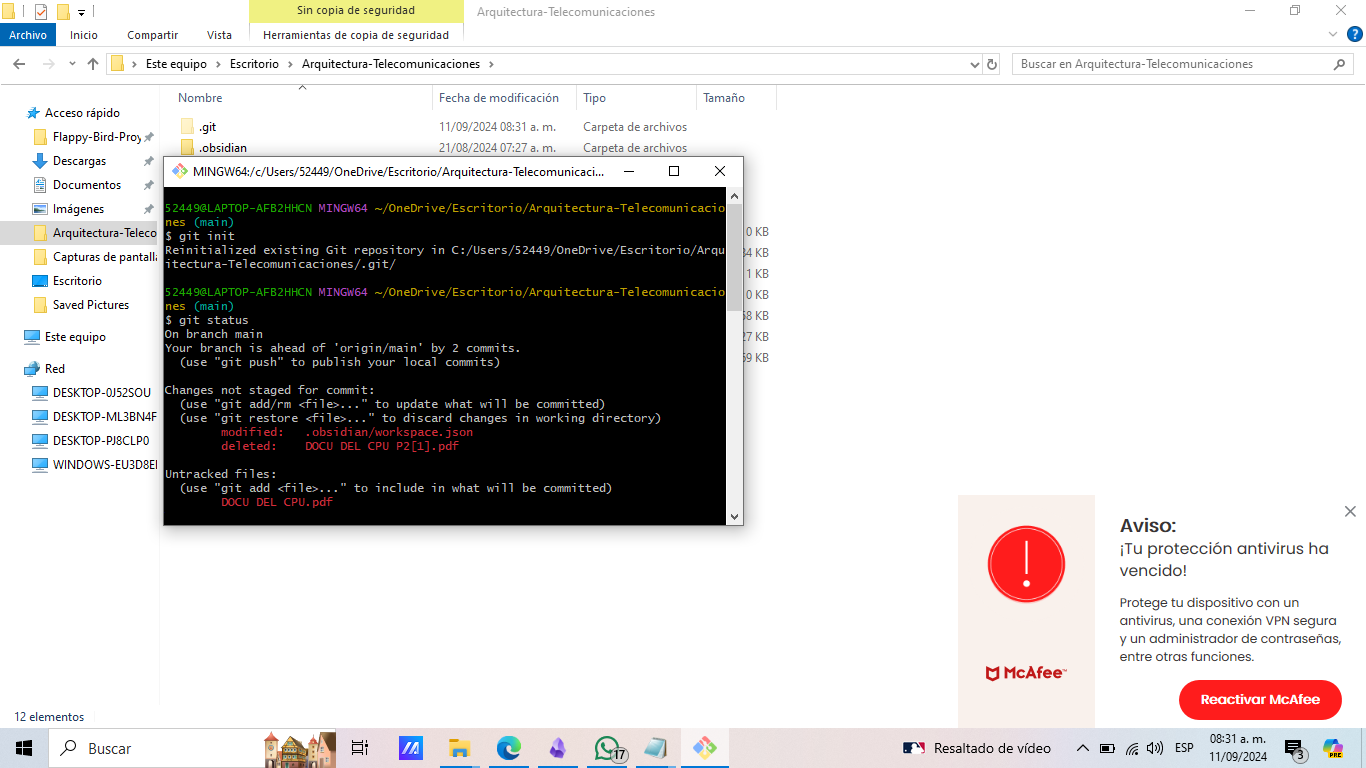 Sin copia de seguridad
Arquitectura-Telecomunicaciones
Archivo
Inicio
Compartir
Vista
Herramientas de copia de seguridad
Este equipo > Escritorio > Arquitectura-Telecomunicaciones >
Buscar en Arquitectura-Telecomunicaciones
Nombre
Fecha de modificación
Tipo
Tamaño
Acceso rápido
Flappy-Bird-Proy
Descargas
Documentos
Imágenes
Arquitectura-Teleco
Capturas de pantalla
Escritorio
Saved Pictures
Este equipo
Red
DESKTOP-0J52SOU
DESKTOP-ML3BN4F
DESKTOP-PJ8CLP0
WINDOWS-EU3D8E
.git
11/09/2024 08:31 a. m.
Carpeta de archivos
.obsidian
21/08/2024 07:27 a. m.
Carpeta de archivos
0 KB
34 KB
1 KB
0 KB
58 KB
27 KB
59 KB
MINGW64:/c/Users/52449/OneDrive/Escritorio/Arquitectura-Telecomunicaci...
52449@LAPTOP-AFB2HHCN MINGW64 ~/OneDrive/Escritorio/Arquitectura-Telecomunicacio
nes (main)
$ git init
Reinitialized existing Git repository in C:/Users/52449/OneDrive/Escritorio/Arqu
itectura-Telecomunicaciones/.git/
52449@LAPTOP-AFB2HHCN MINGW64 ~/OneDrive/Escritorio/Arquitectura-Telecomunicacio
nes (main)
$ git status
On branch main
Your branch is ahead of 'origin/main' by 2 commits.
(use "git push" to publish your local commits)
Changes not staged for commit:
(use "git add/rm <file>..." to update what will be committed)
(use "git restore <file>..." to discard changes in working directory)
modified: .obsidian/workspace.json
deleted: DOCU DEL CPU P2[1].pdf
Untracked files:
(use "git add <file>..." to include in what will be committed)
DOCU DEL CPU.pdf
Aviso:
¡Tu protección antivirus ha
vencido!
Protege tu dispositivo con un
antivirus, una conexión VPN segura
y un administrador de contraseñas,
entre otras funciones.
McAfee™
Reactivar McAfee
12 elementos
Buscar
17
Resaltado de vídeo
ESP
08:31 a. m.
11/09/2024
3
PRE